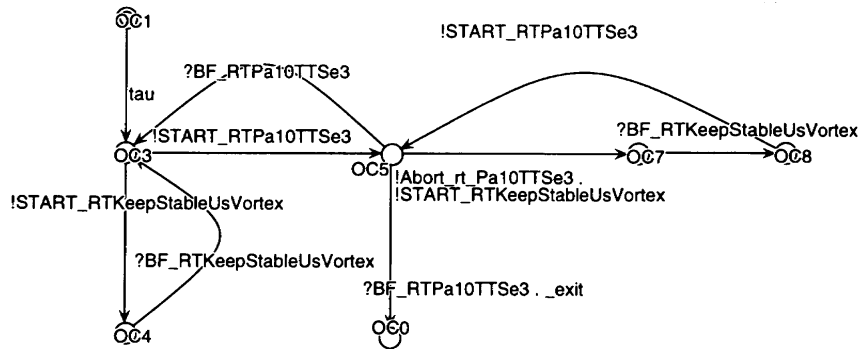 OC1
!START_RTPa10TTSe3
?BF_RTPa10TTSe3
tau
!START_RTPa10TTSe3
?BF_RTKeepStableUsVortex
OC3
OC5
OC7
OC8
!Abort_rt_Pa10TTSe3 .
!START_RTKeepStableUsVortex
!START_RTKeepStableUsVortex
?BF_RTKeepStableUsVortex
?BF_RTPa10TTSe3 . _exit
OC4
OC0